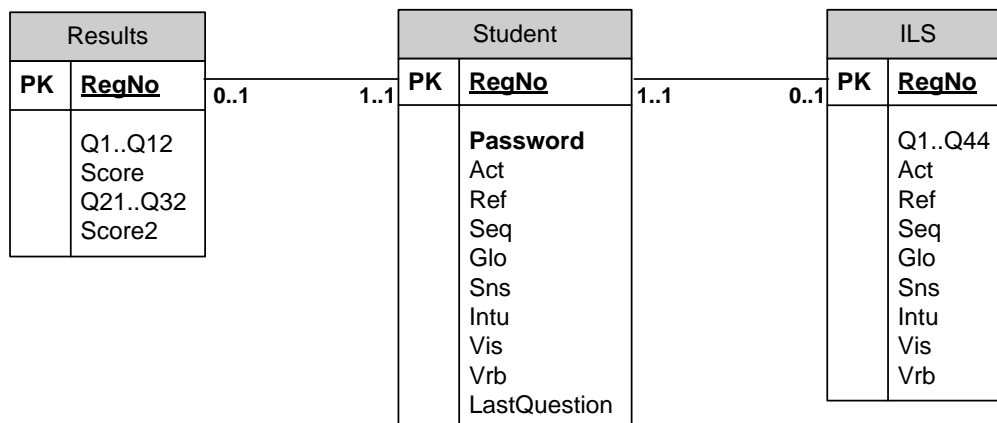 Results
PK RegNo
Q1..Q12
Score
Q21..Q32
Score2
0..1
1..1
Student
PK RegNo
Password
Act
Ref
Seq
Glo
Sns
Intu
Vis
Vrb
LastQuestion
1..1
0..1
ILS
PK RegNo
Q1..Q44
Act
Ref
Seq
Glo
Sns
Intu
Vis
Vrb